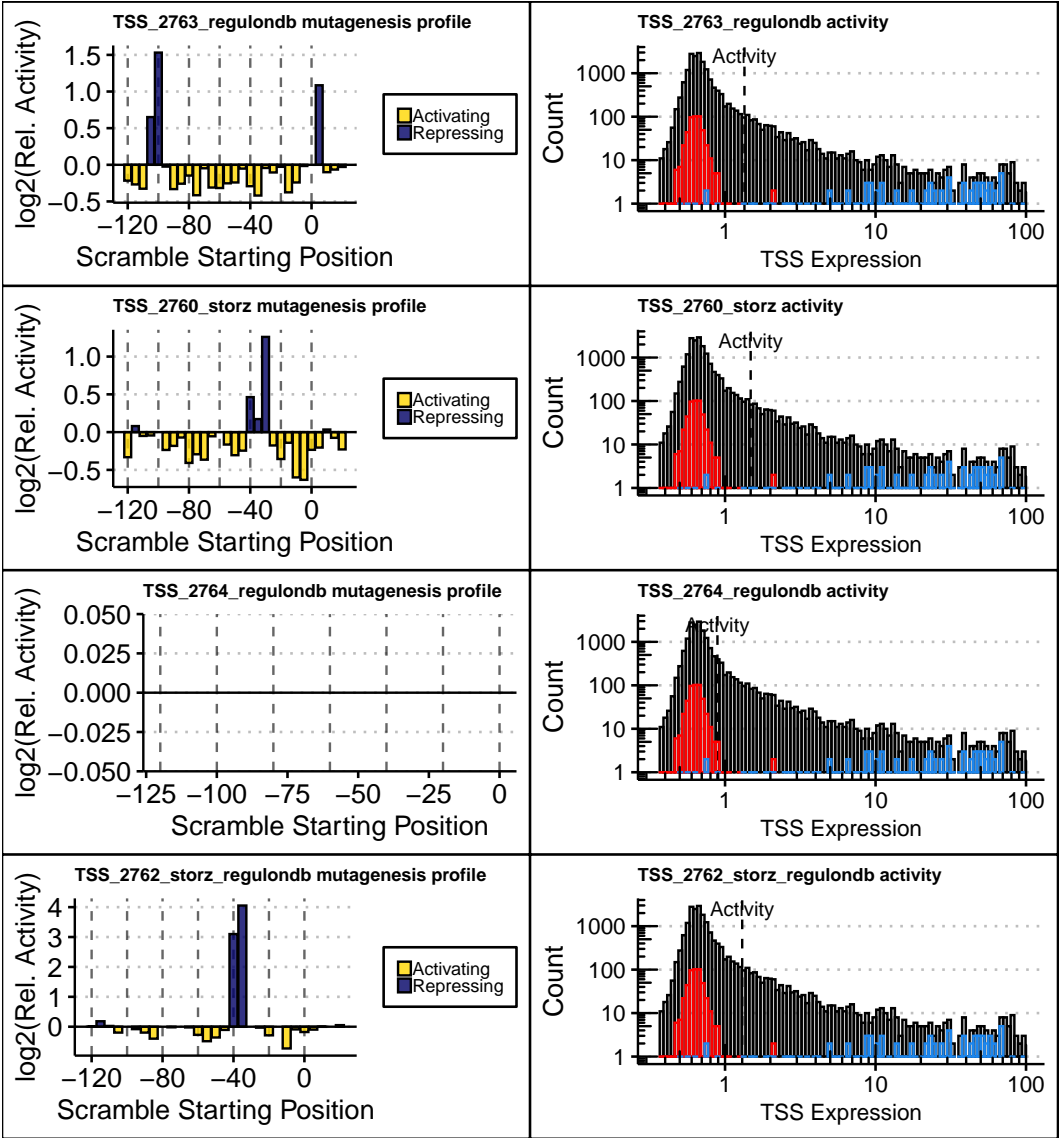 TSS_2763_regulondb mutagenesis profile
log2(Rel. Activity)
1.5
1.0
0.5
0.0
−0.5
−120 −80 −40 0
Scramble Starting Position
Activating
Repressing
TSS_2763_regulondb activity
Activity
Count
1000
100
10
1
1 10 100
TSS Expression
TSS_2760_storz mutagenesis profile
log2(Rel. Activity)
1.0
0.5
0.0
−0.5
−120 −80 −40 0
Scramble Starting Position
Activating
Repressing
TSS_2760_storz activity
Activity
Count
1000
100
10
1
1 10 100
TSS Expression
TSS_2764_regulondb mutagenesis profile
log2(Rel. Activity)
0.050
0.025
0.000
−0.025
−0.050
−125 −100 −75 −50 −25 0
Scramble Starting Position
TSS_2764_regulondb activity
Activity
Count
1000
100
10
1
1 10 100
TSS Expression
TSS_2762_storz_regulondb mutagenesis profile
log2(Rel. Activity)
4
3
2
1
0
−120 −80 −40 0
Scramble Starting Position
Activating
Repressing
TSS_2762_storz_regulondb activity
Activity
Count
1000
100
10
1
1 10 100
TSS Expression